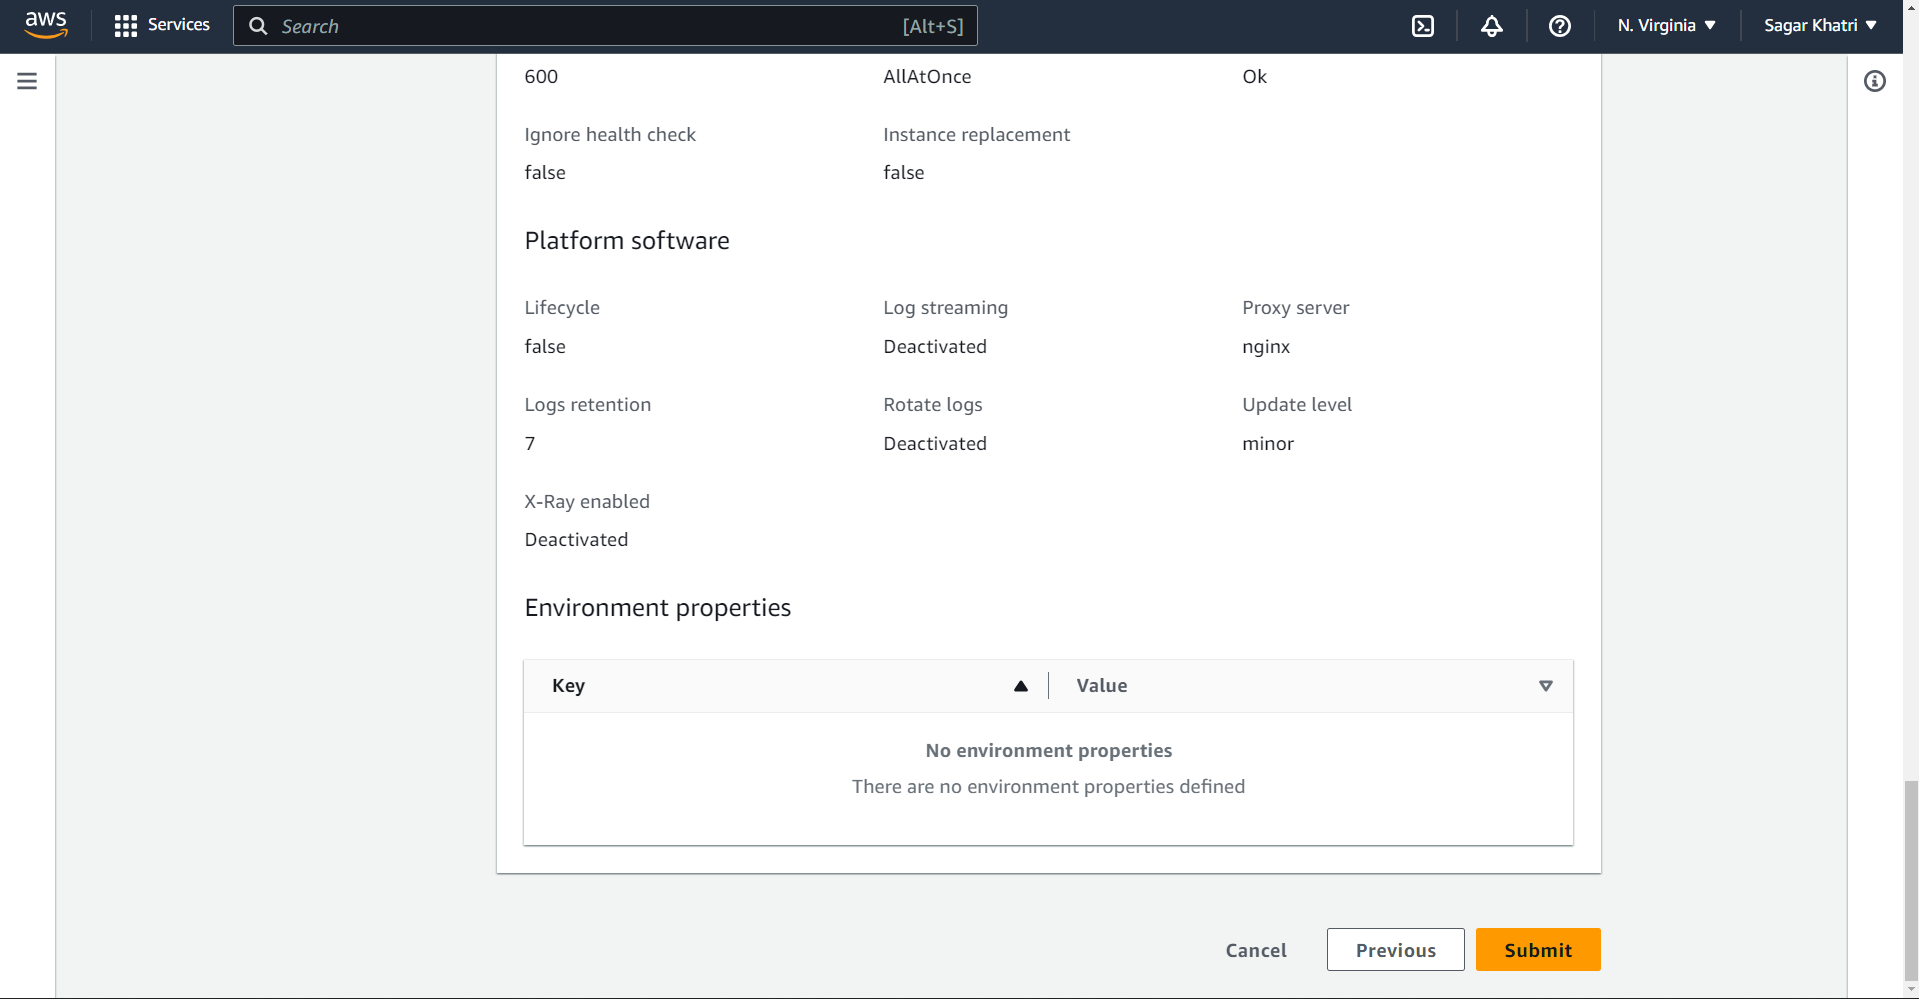 aws
Services
Search
[Alt+S]
N. Virginia
Sagar Khatri
600
AllAtOnce
Ok
Ignore health check
Instance replacement
false
false
Platform software
Lifecycle
Log streaming
Proxy server
false
Deactivated
nginx
Logs retention
Rotate logs
Update level
7
Deactivated
minor
X-Ray enabled
Deactivated
Environment properties
Key
Value
No environment properties
There are no environment properties defined
Cancel
Previous
Submit